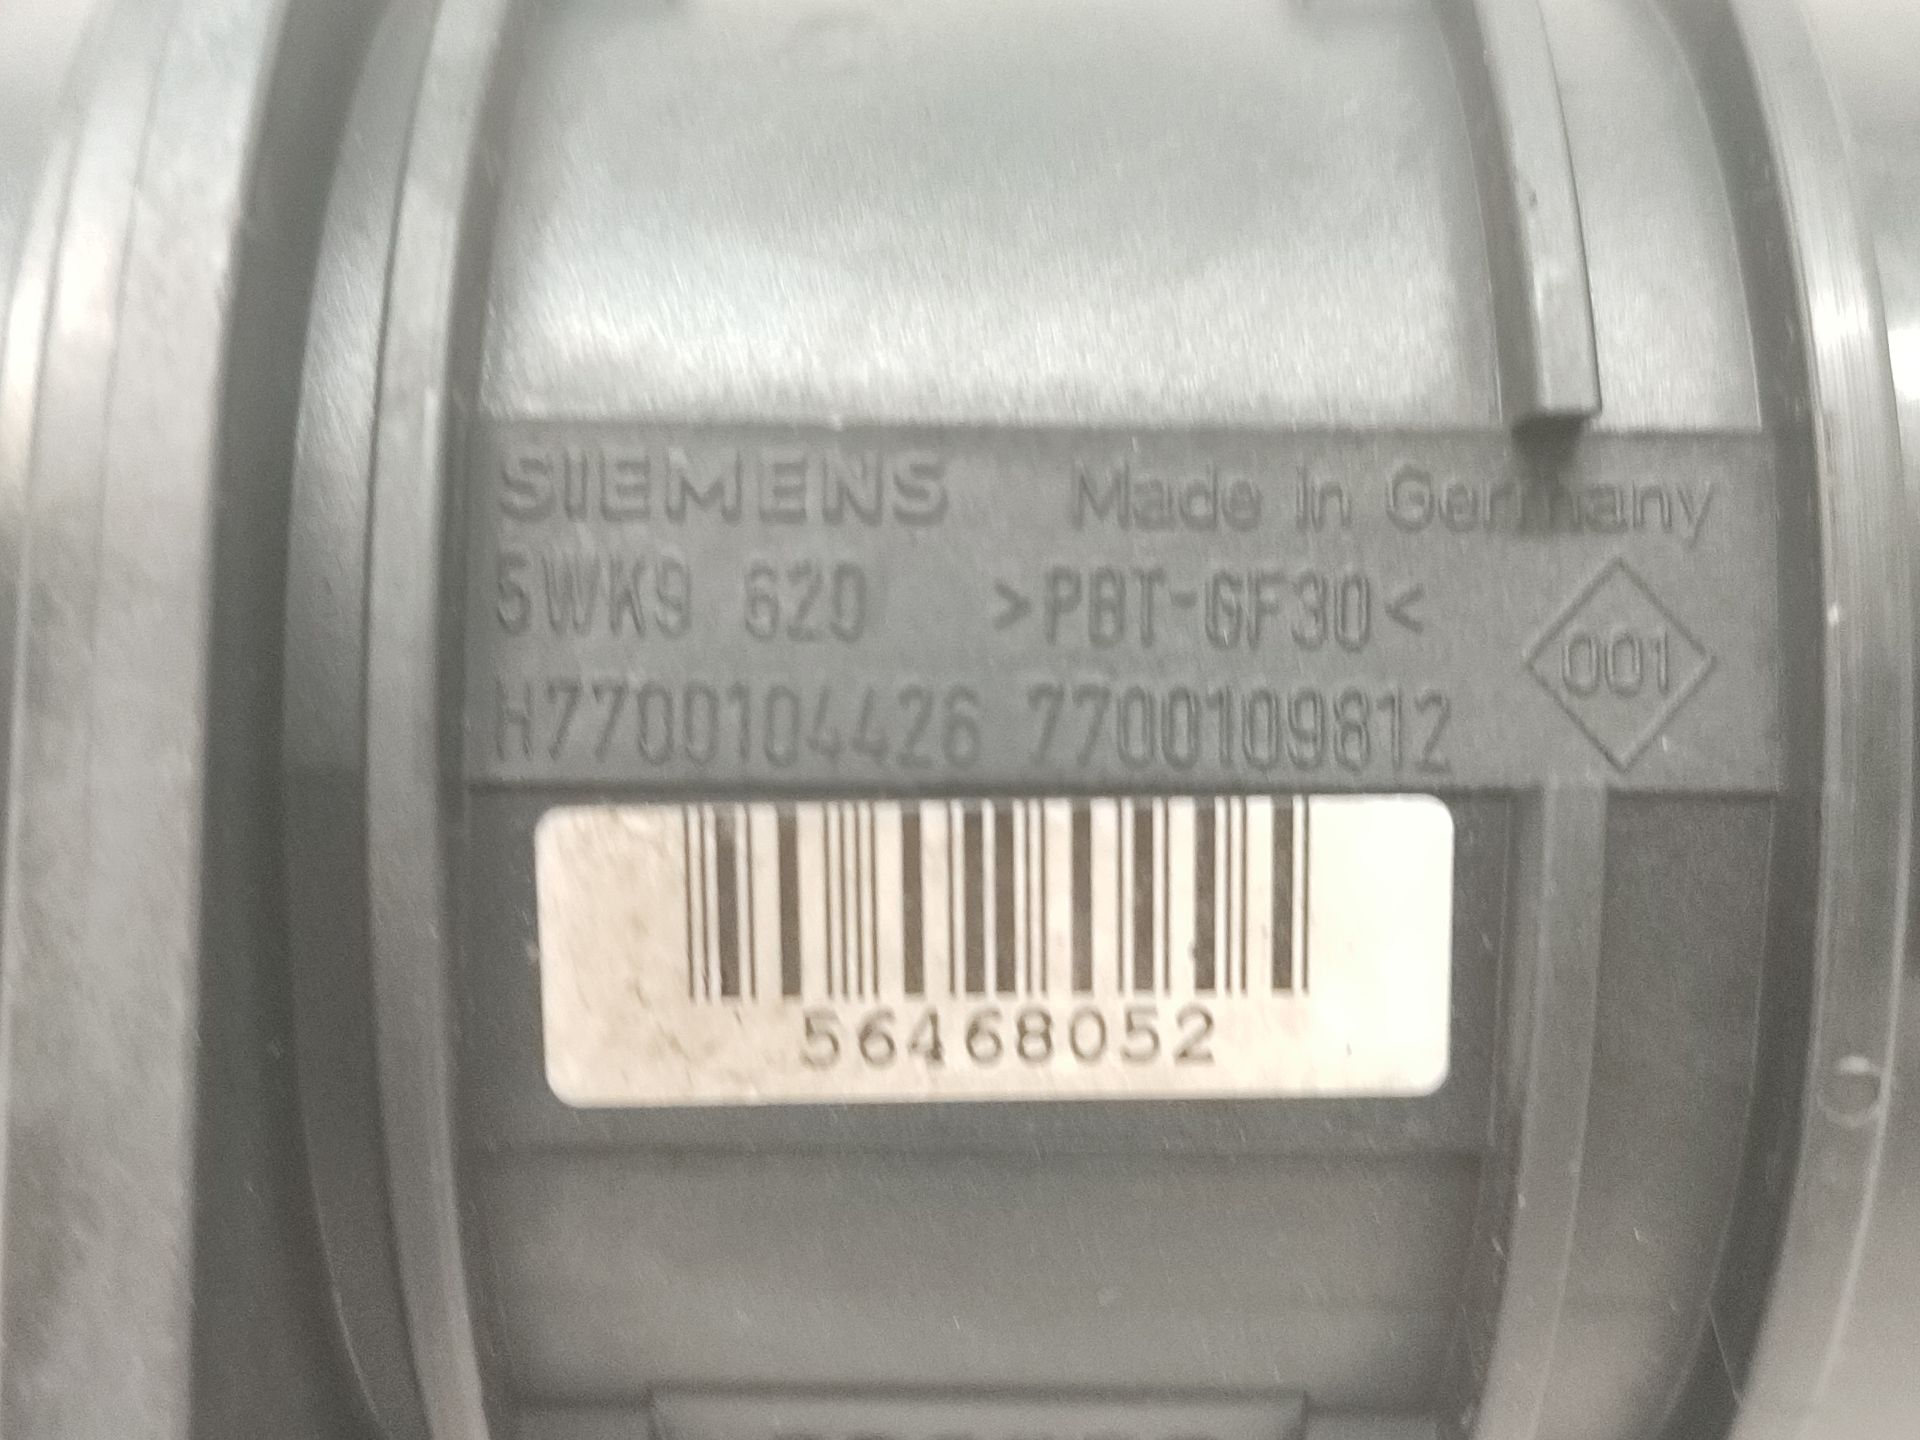 SIEMENS Made in Germany
5WK9 620 >PBT-GF30<
001
H7700104426 7700109812
56468052